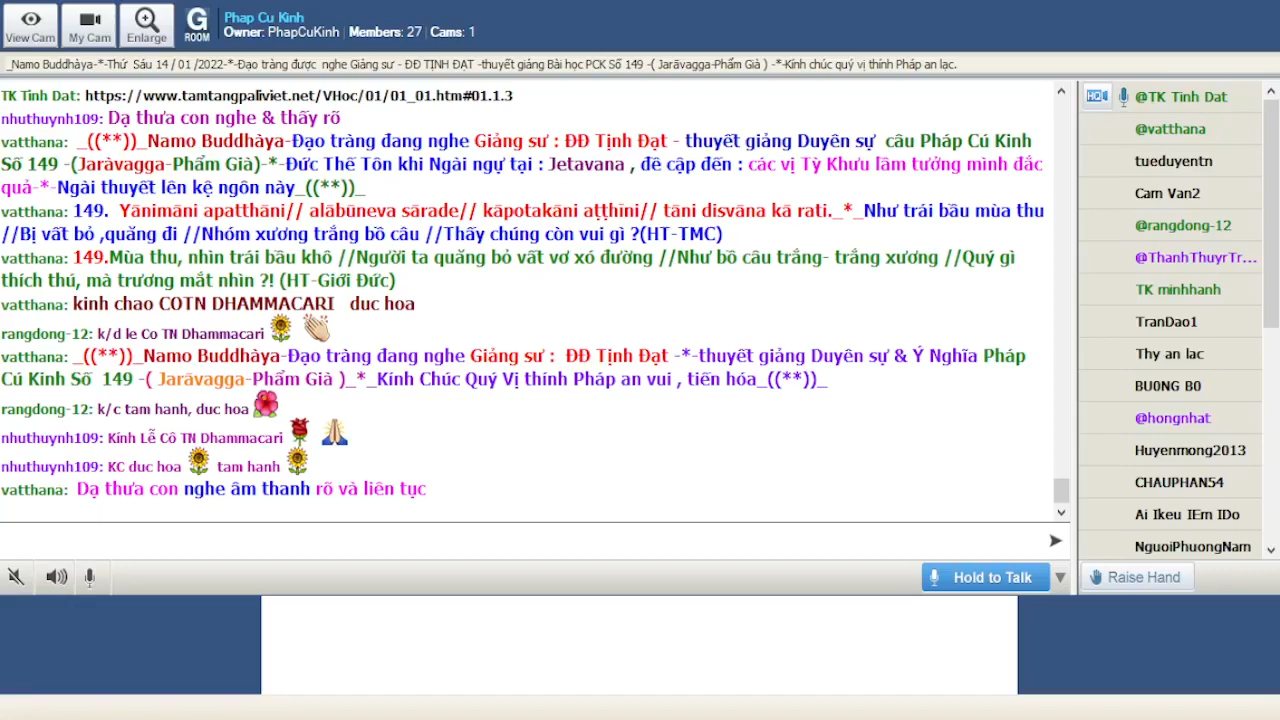 View Cam
My Cam
Enlarge
G
ROOM
Phap Cu Kinh
Owner: PhapCuKinh | Members: 27 | Cams: 1
_Namo Buddhàya-*-Thứ Sáu 14 / 01 /2022-*-Đạo tràng được nghe Giảng sư - ĐĐ TỊNH ĐẠT -thuyết giảng Bài học PCK Số 149 -( Jarāvagga-Phẩm Già ) -*-Kính chúc quý vị thính Pháp an lạc.
TK Tinh Dat: https://www.tamtangpaliviet.net/VHoc/01/01_01.htm#01.1.3
nhuthuynh109: Dạ thưa con nghe & thấy rõ
vatthana: _((**))_Namo Buddhàya-Đạo tràng đang nghe Giảng sư : ĐĐ Tịnh Đạt - thuyết giảng Duyên sự câu Pháp Cú Kinh
Số 149 -(Jaràvagga-Phẩm Già)-*-Đức Thế Tôn khi Ngài ngự tại : Jetavana , đề cập đến : các vị Tỳ Khưu lầm tưởng mình đắc
quả-*-Ngài thuyết lên kệ ngôn này_((**))_
vatthana: 149. Yānimāni apatthāni// alābūneva sārade// kāpotakāni aṭṭhīni// tāni disvāna kā rati._*_Như trái bầu mùa thu
//Bị vất bỏ ,quăng đi //Nhóm xương trắng bồ câu //Thấy chúng còn vui gì ?(HT-TMC)
vatthana: 149.Mùa thu, nhìn trái bầu khô //Người ta quăng bỏ vất vơ xó đường //Như bồ câu trắng- trắng xương //Quý gì
thích thú, mà trương mắt nhìn ?! (HT-Giới Đức)
vatthana: kinh chao COTN DHAMMACARI duc hoa
rangdong-12: k/d le Co TN Dhammacari
vatthana: _((**))_Namo Buddhàya-Đạo tràng đang nghe Giảng sư : ĐĐ Tịnh Đạt -*-thuyết giảng Duyên sự & Ý Nghĩa Pháp
Cú Kinh Số 149 -( Jarāvagga-Phẩm Già )_*_Kính Chúc Quý Vị thính Pháp an vui , tiến hóa_((**))_
rangdong-12: k/c tam hanh, duc hoa
nhuthuynh109: Kính Lễ Cô TN Dhammacari
nhuthuynh109: KC duc hoa tam hanh
vatthana: Dạ thưa con nghe âm thanh rõ và liên tục
Hold to Talk
HQ
@TK Tinh Dat
@vatthana
tueduyentn
Cam Van2
@rangdong-12
@ThanhThuyrTr...
TK minhhanh
TranDao1
Thy an lac
BU0NG B0
@hongnhat
Huyenmong2013
CHAUPHAN54
Ai Ikeu IEm IDo
NguoiPhuongNam
Raise Hand